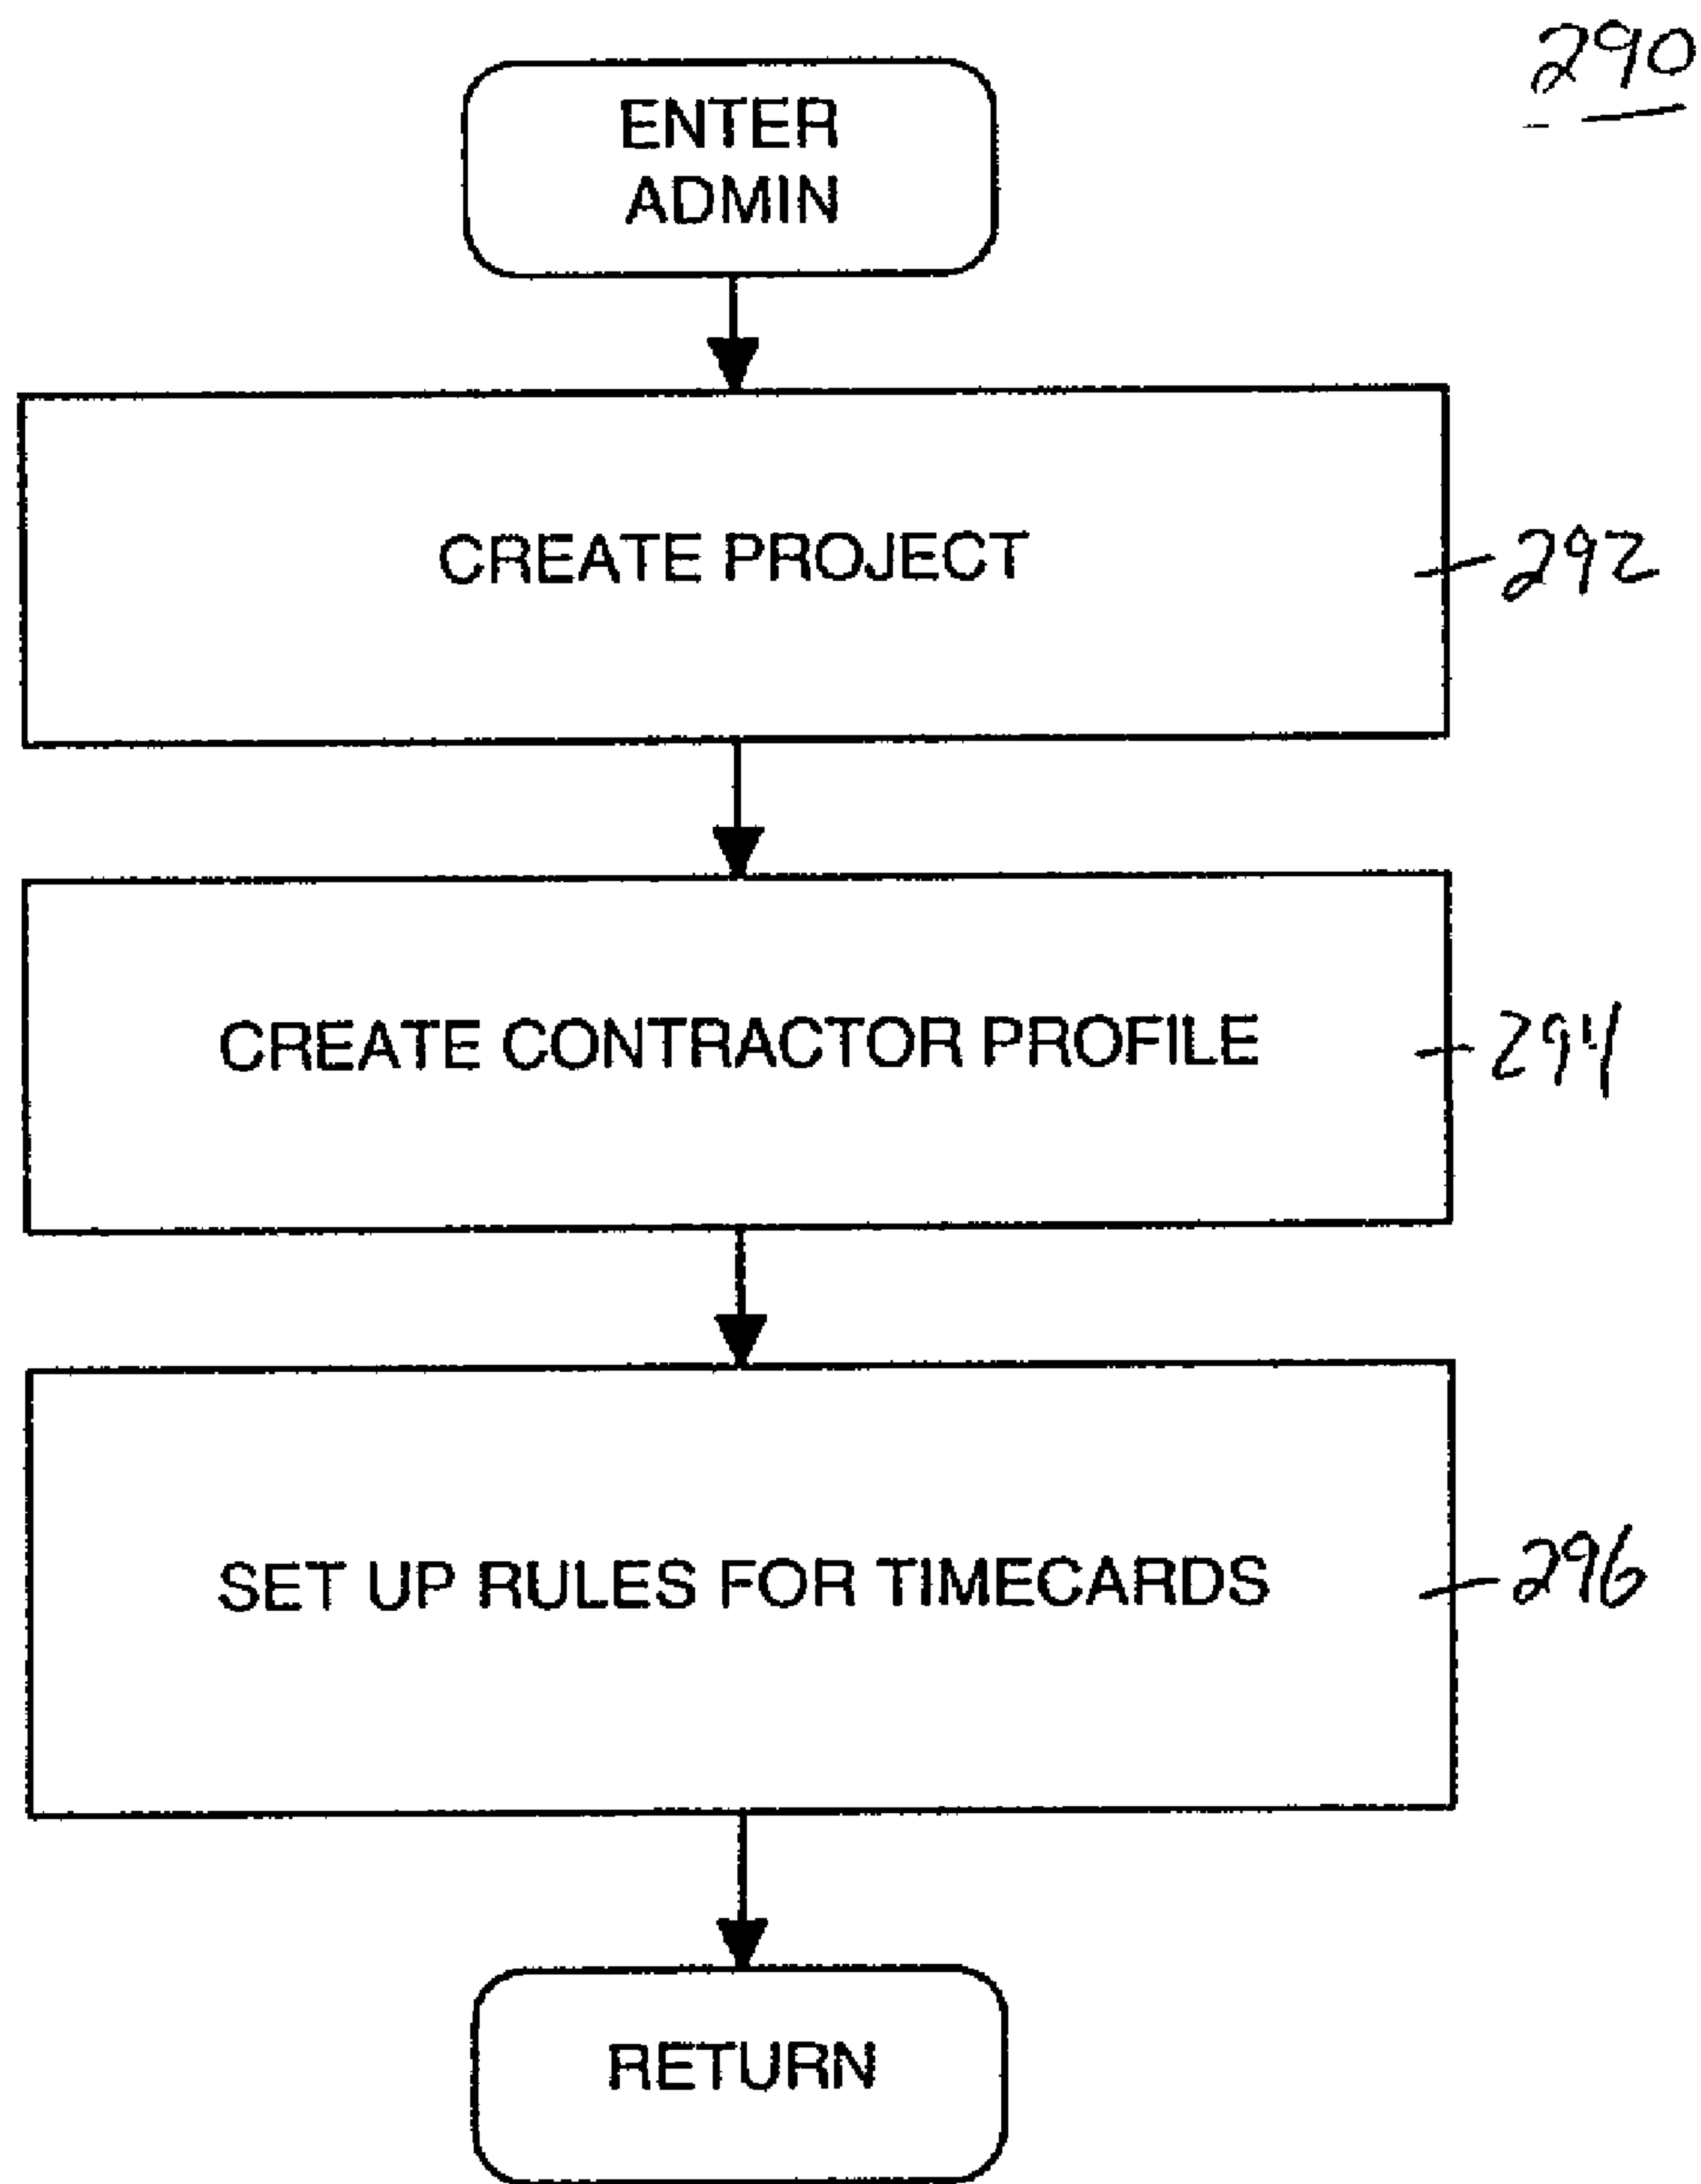 290
ENTER
ADMIN
CREATE PROJECT
292
CREATE CONTRACTOR PROFILE
294
SET UP RULES FOR TIMECARDS
296
RETURN